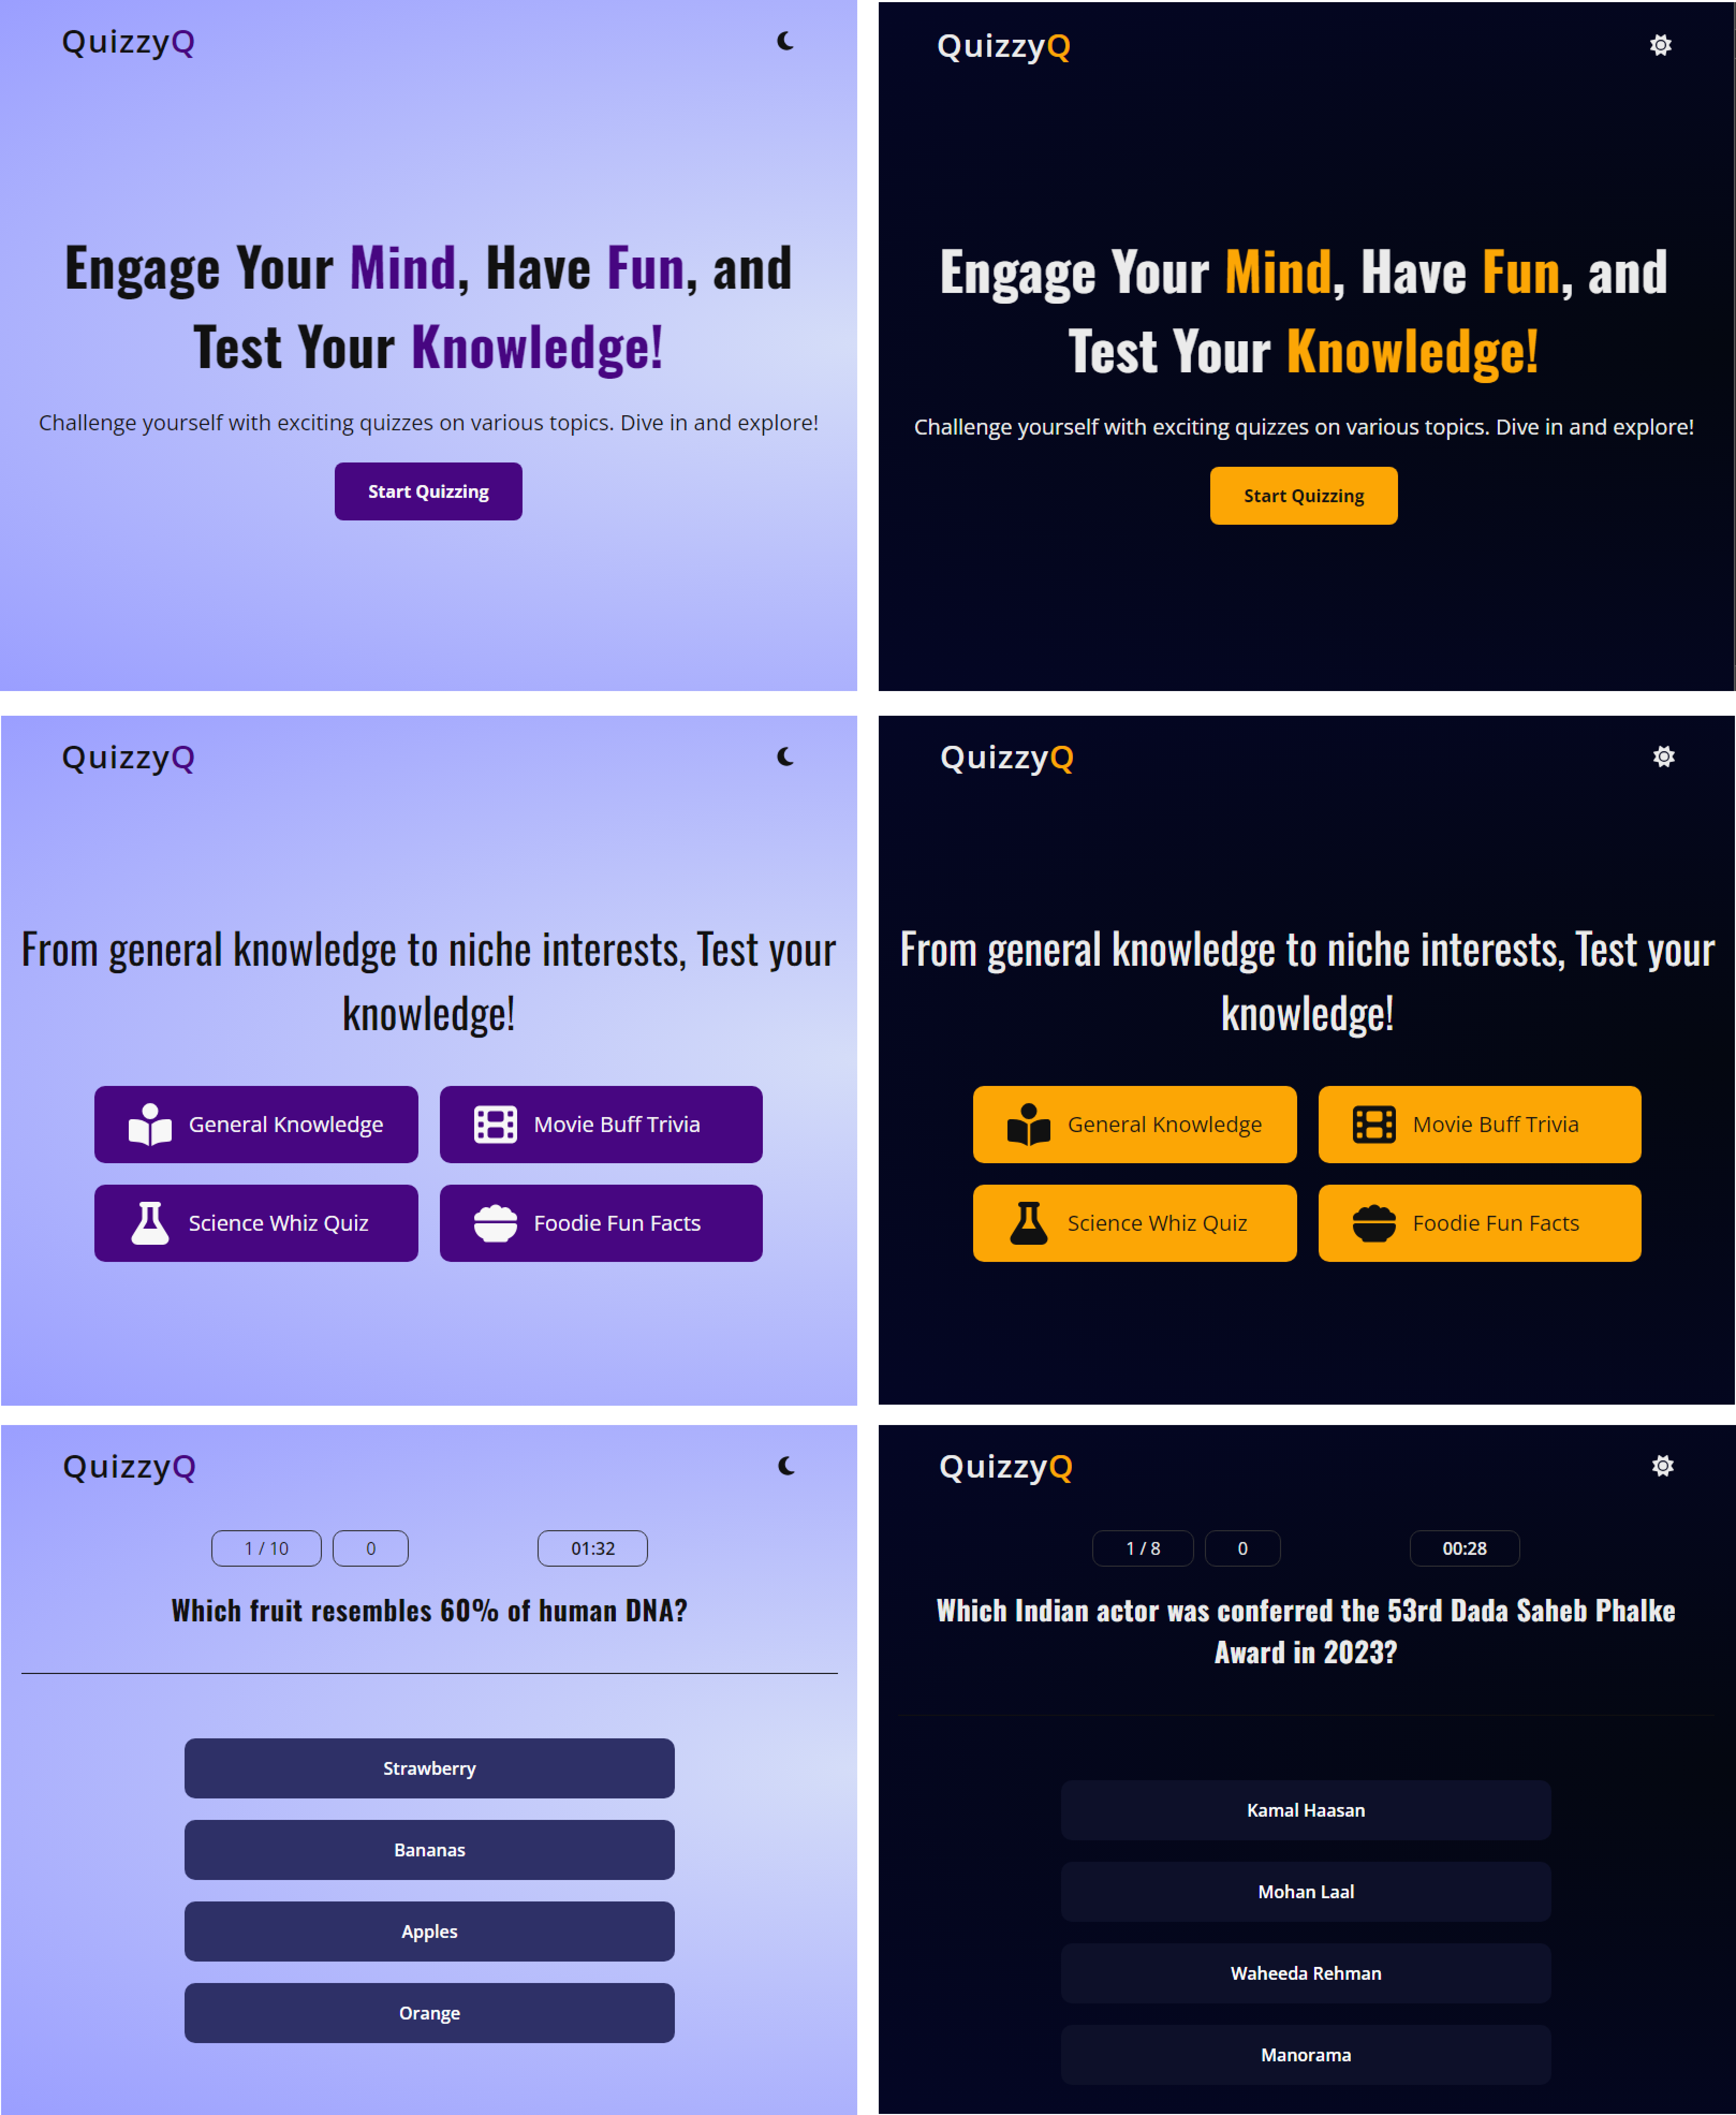 QuizzyQ
Engage Your Mind, Have Fun, and
Test Your Knowledge!
Challenge yourself with exciting quizzes on various topics. Dive in and explore!
Start Quizzing
QuizzyQ
Engage Your Mind, Have Fun, and
Test Your Knowledge!
Challenge yourself with exciting quizzes on various topics. Dive in and explore!
Start Quizzing
QuizzyQ
From general knowledge to niche interests, Test your
knowledge!
General Knowledge
Movie Buff Trivia
Science Whiz Quiz
Foodie Fun Facts
QuizzyQ
From general knowledge to niche interests, Test your
knowledge!
General Knowledge
Movie Buff Trivia
Science Whiz Quiz
Foodie Fun Facts
QuizzyQ
1 / 10
0
01:32
Which fruit resembles 60% of human DNA?
Strawberry
Bananas
Apples
Orange
QuizzyQ
1 / 8
0
00:28
Which Indian actor was conferred the 53rd Dada Saheb Phalke
Award in 2023?
Kamal Haasan
Mohan Laal
Waheeda Rehman
Manorama